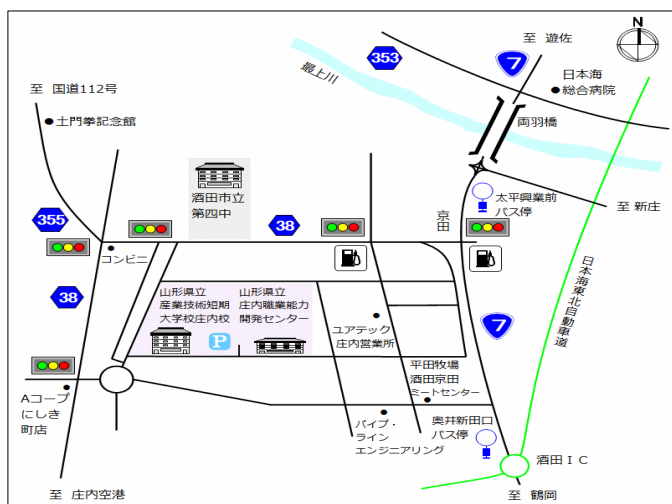 N
至 遊佐
353
7
最上川
日本海
総合病院
至 国道112号
土門拳記念館
両羽橋
酒田市立
第四中
太平興業前
バス停
至 新庄
355
38
京田
コンビニ
日本海東北自動車道
38
山形県立
産業技術短期
大学校庄内校
山形県立
庄内職業能力
開発センター
P
7
ユアテック
庄内営業所
平田牧場
酒田京田
ミートセンター
Aコープ
にしき
町店
パイプ・
ライン
エンジニアリング
奥井新田口
バス停
酒田IC
至 庄内空港
至 鶴岡